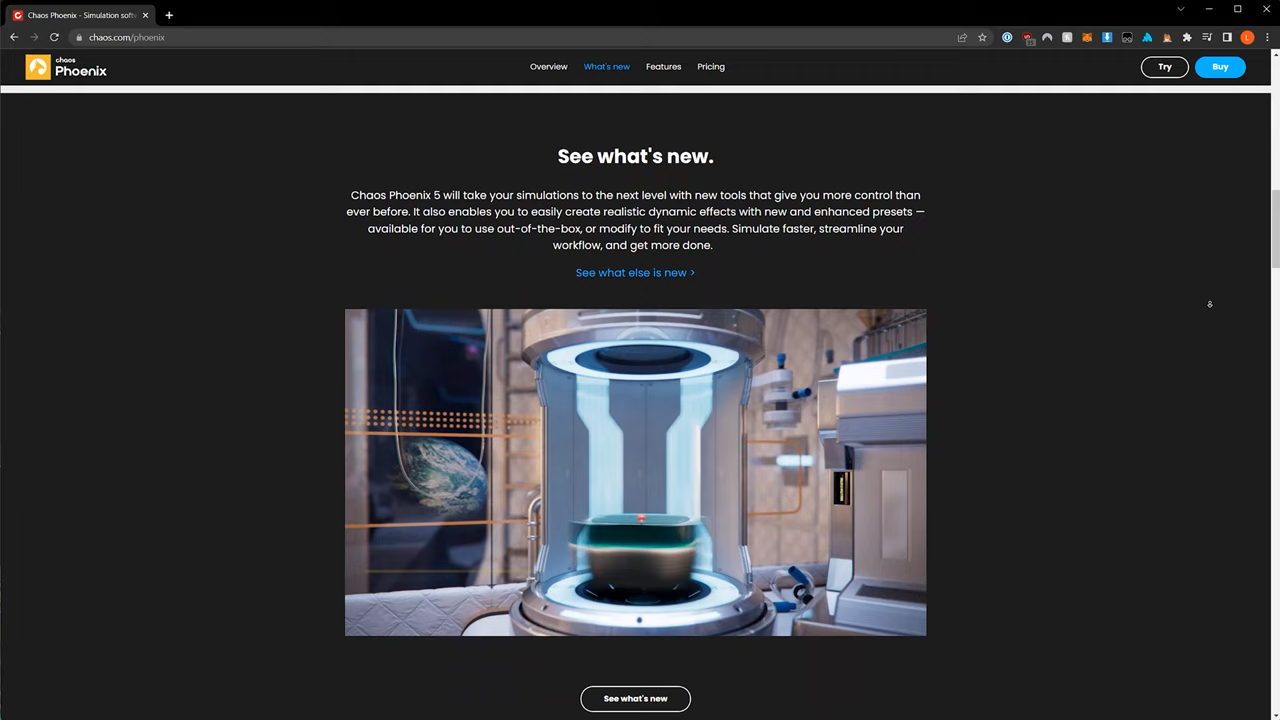 Chaos Phoenix - Simulation softw
chaos.com/phoenix
chaos
Phoenix
Overview What's new Features Pricing
Try Buy
See what's new.
Chaos Phoenix 5 will take your simulations to the next level with new tools that give you more control than
ever before. It also enables you to easily create realistic dynamic effects with new and enhanced presets —
available for you to use out-of-the-box, or modify to fit your needs. Simulate faster, streamline your
workflow, and get more done.
See what else is new >
See what's new